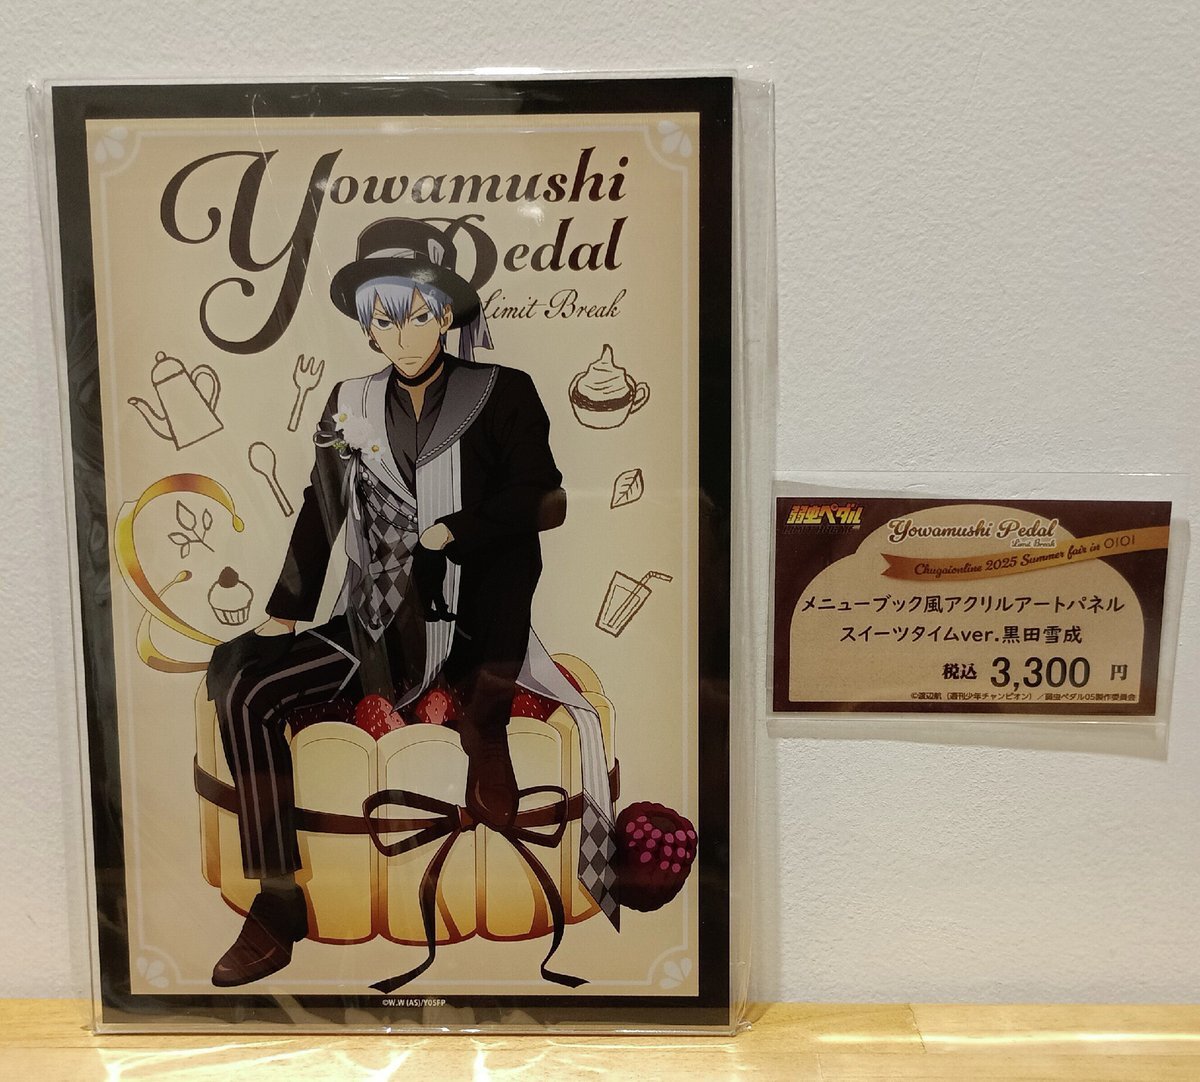 Yowamushi
Pedal
Limit Break
©W.W (AS)/Y05FP
弱虫ペダル
LIMIT BREAK
Yowamushi Pedal
Limit Break
Chugaionline 2025 Summer fair in OIOI
メニューブック風アクリルアートパネル
スイーツタイムver.黒田雪成
税込 3,300 円
©渡辺航(週刊少年チャンピオン)/弱虫ペダル05製作委員会